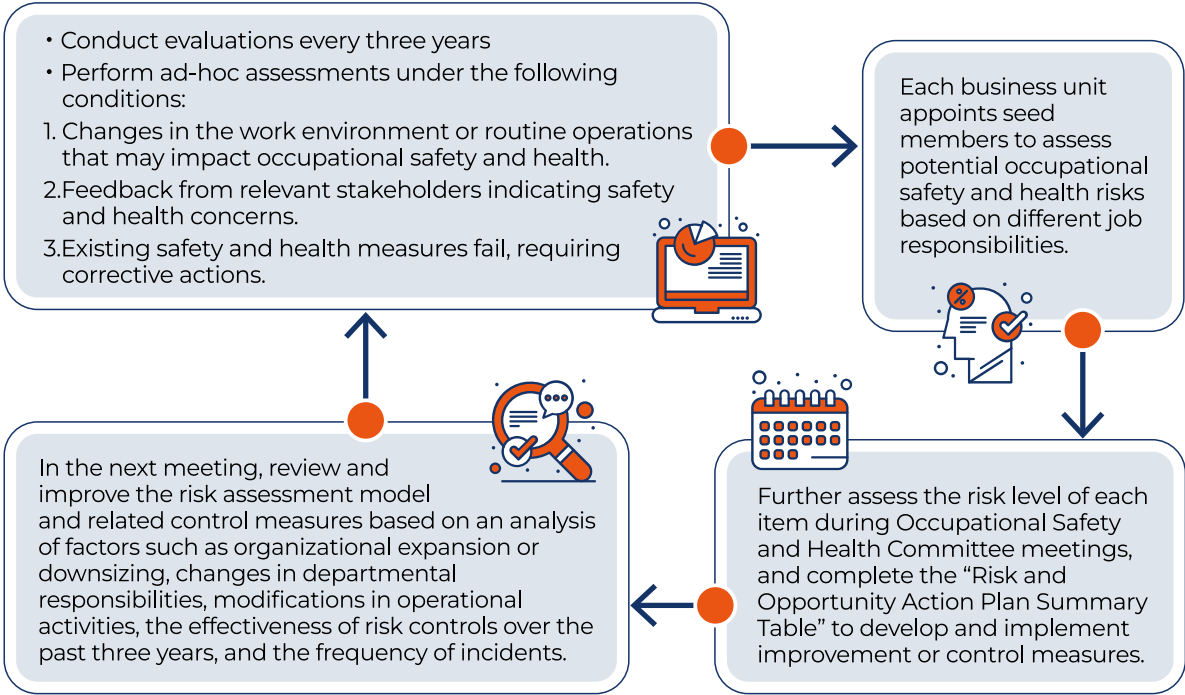 • Conduct evaluations every three years
• Perform ad-hoc assessments under the following
conditions:
1. Changes in the work environment or routine operations
that may impact occupational safety and health.
2.Feedback from relevant stakeholders indicating safety
and health concerns.
3.Existing safety and health measures fail, requiring
corrective actions.
Each business unit
appoints seed
members to assess
potential occupational
safety and health risks
based on different job
responsibilities.
%
Further assess the risk level of each
item during Occupational Safety
and Health Committee meetings,
and complete the “Risk and
Opportunity Action Plan Summary
Table” to develop and implement
improvement or control measures.
In the next meeting, review and
improve the risk assessment model
and related control measures based on an analysis
of factors such as organizational expansion or
downsizing, changes in departmental
responsibilities, modifications in operational
activities, the effectiveness of risk controls over the
past three years, and the frequency of incidents.